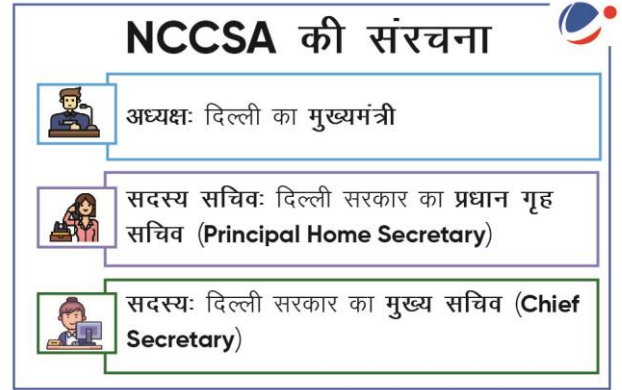 NCCSA की संरचना
अध्यक्षः दिल्ली का मुख्यमंत्री
सदस्य सचिवः दिल्ली सरकार का प्रधान गृह
सचिव (Principal Home Secretary)
सदस्यः दिल्ली सरकार का मुख्य सचिव (Chief
Secretary)